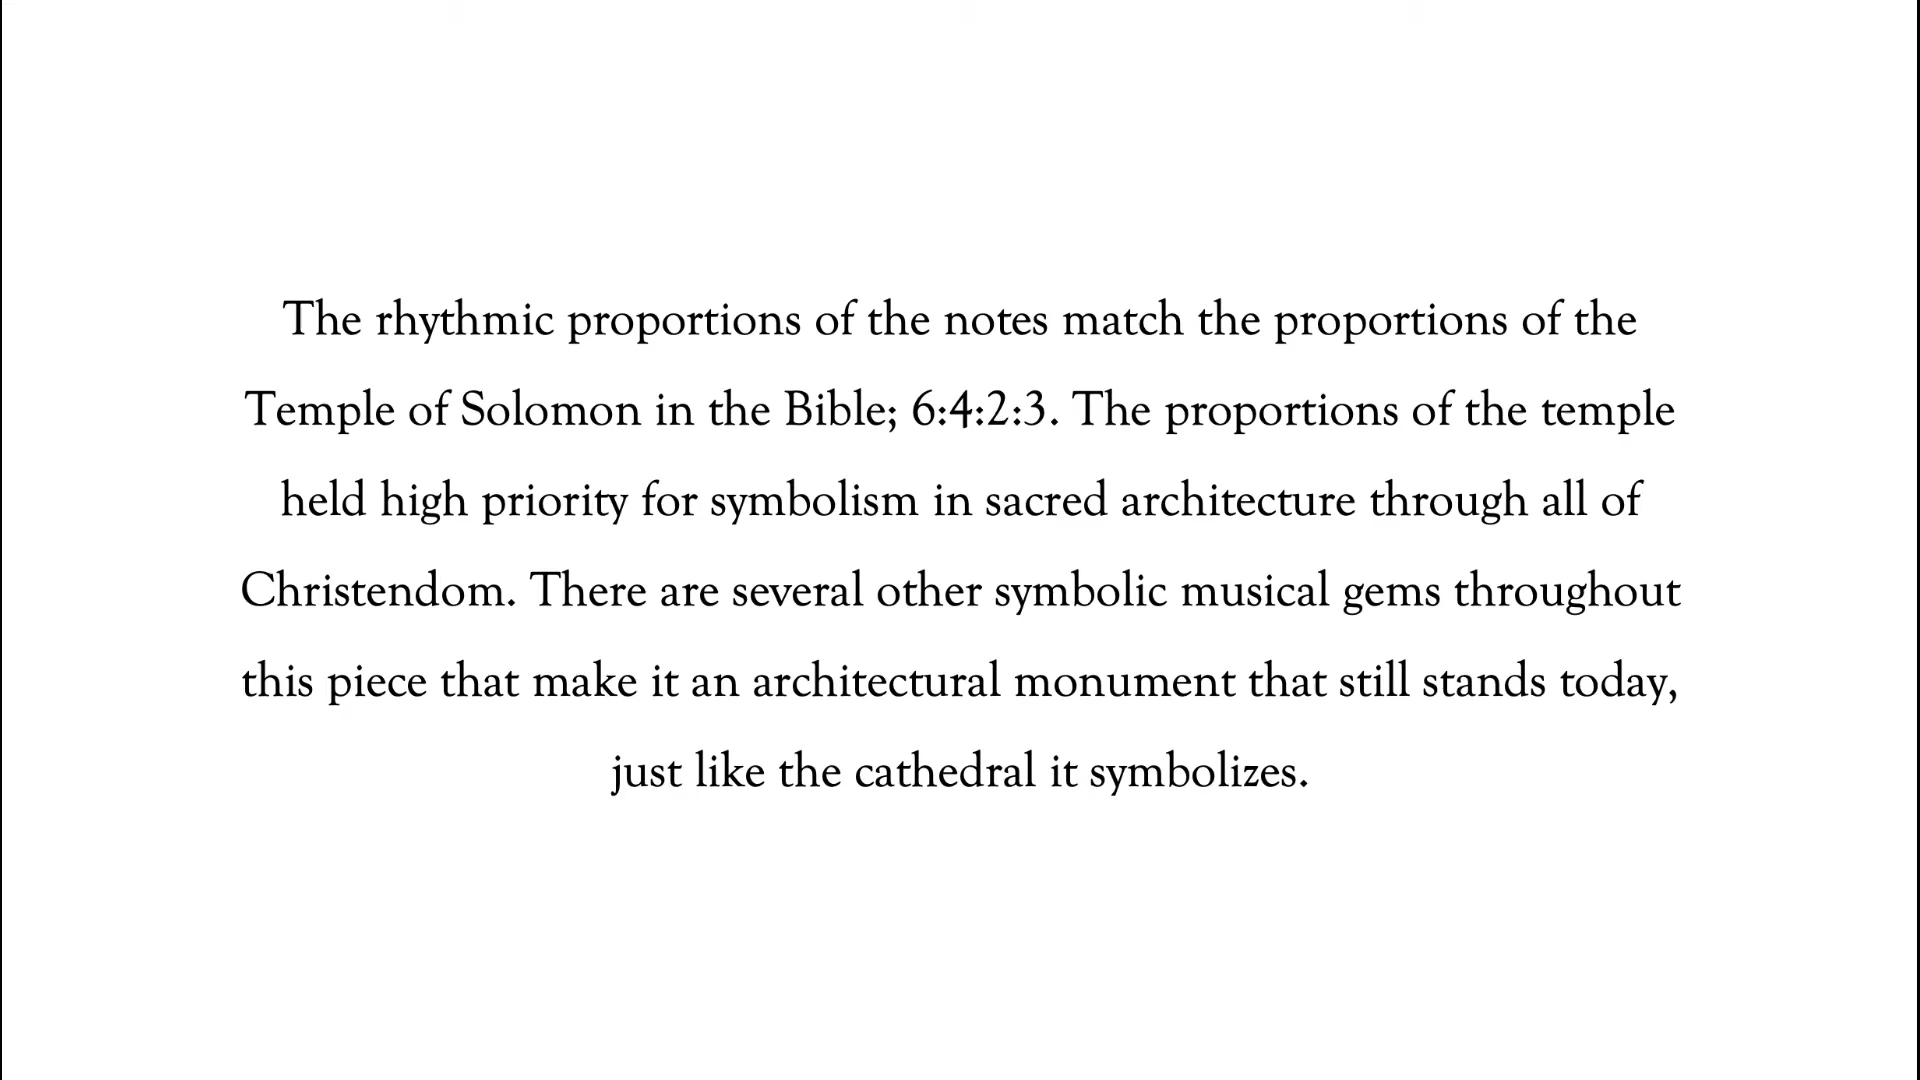 The rhythmic proportions of the notes match the proportions of the
Temple of Solomon in the Bible; 6:4:2:3. The proportions of the temple
held high priority for symbolism in sacred architecture through all of
Christendom. There are several other symbolic musical gems throughout
this piece that make it an architectural monument that still stands today,
just like the cathedral it symbolizes.